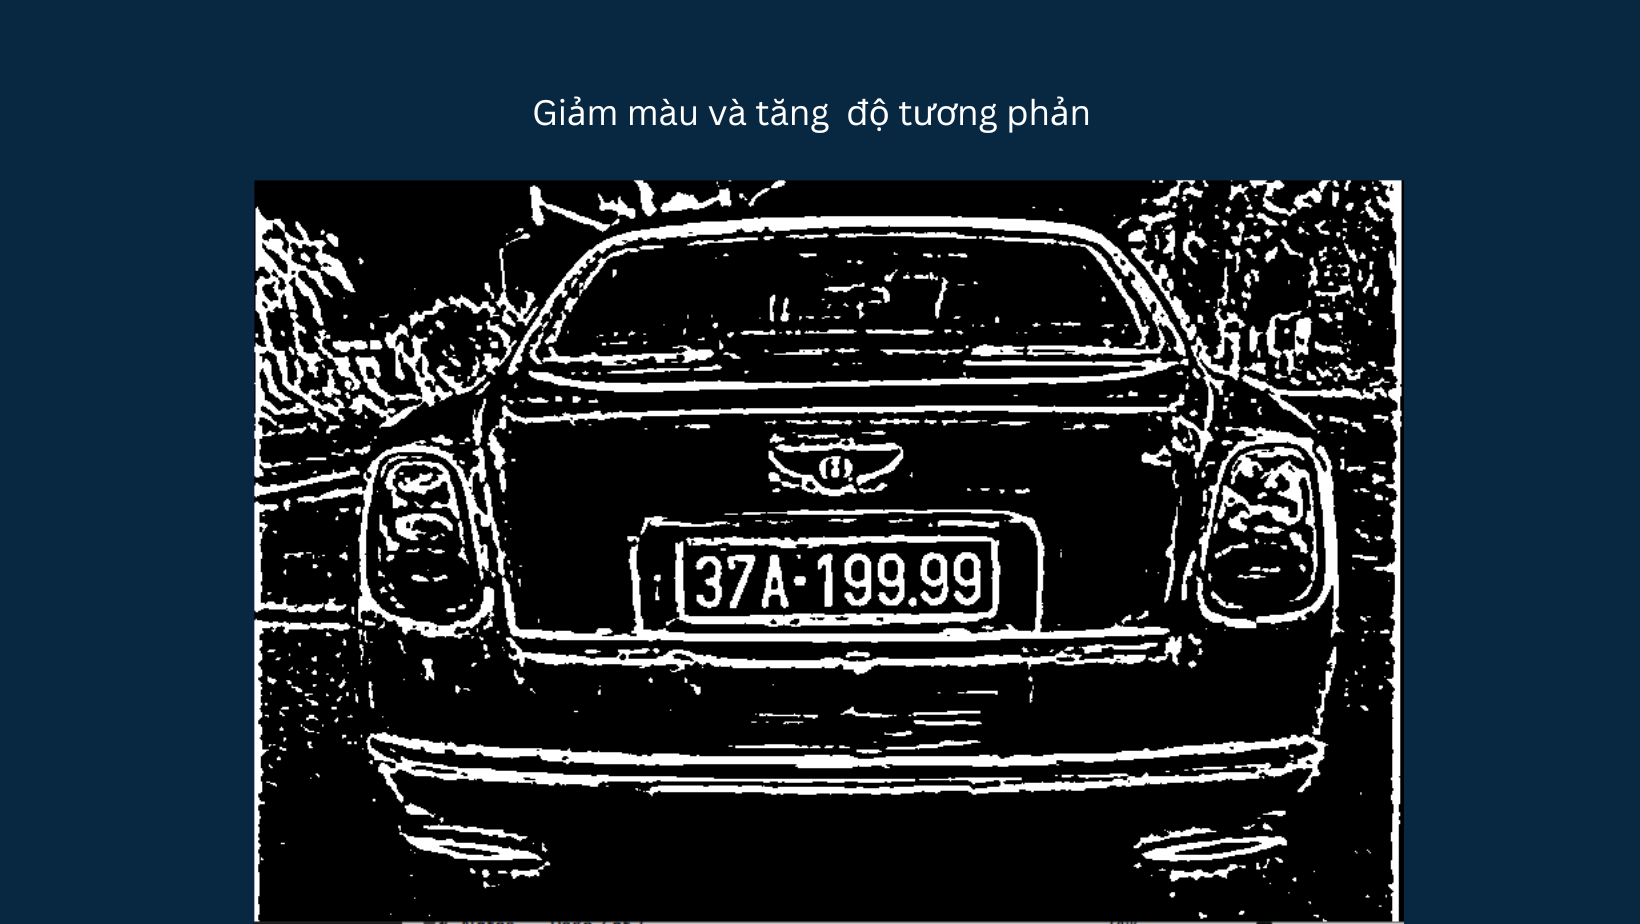 Giảm màu và tăng  độ tương phản
37A-199.99